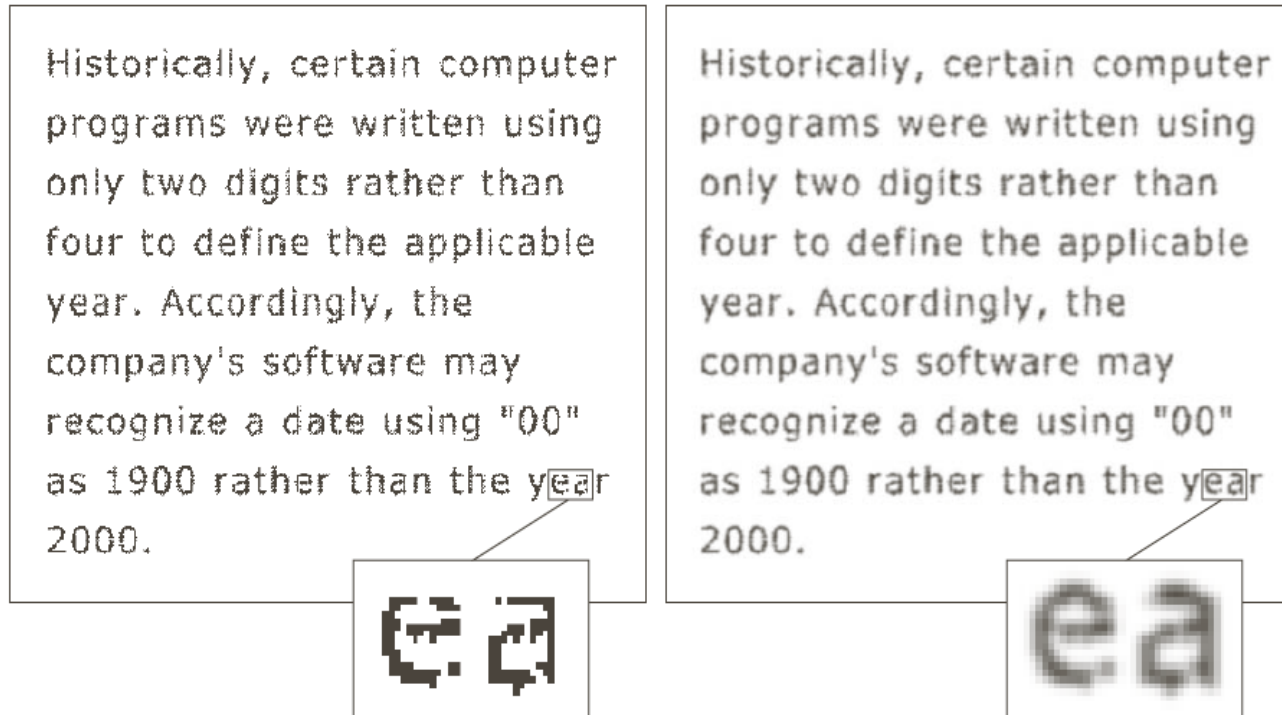 Historically, certain computer
programs were written using
only two digits rather than
four to define the applicable
year. Accordingly, the
company's software may
recognize a date using "00"
as 1900 rather than the year
2000.
ea
Historically, certain computer
programs were written using
only two digits rather than
four to define the applicable
year. Accordingly, the
company's software may
recognize a date using "00"
as 1900 rather than the year
2000.
ea